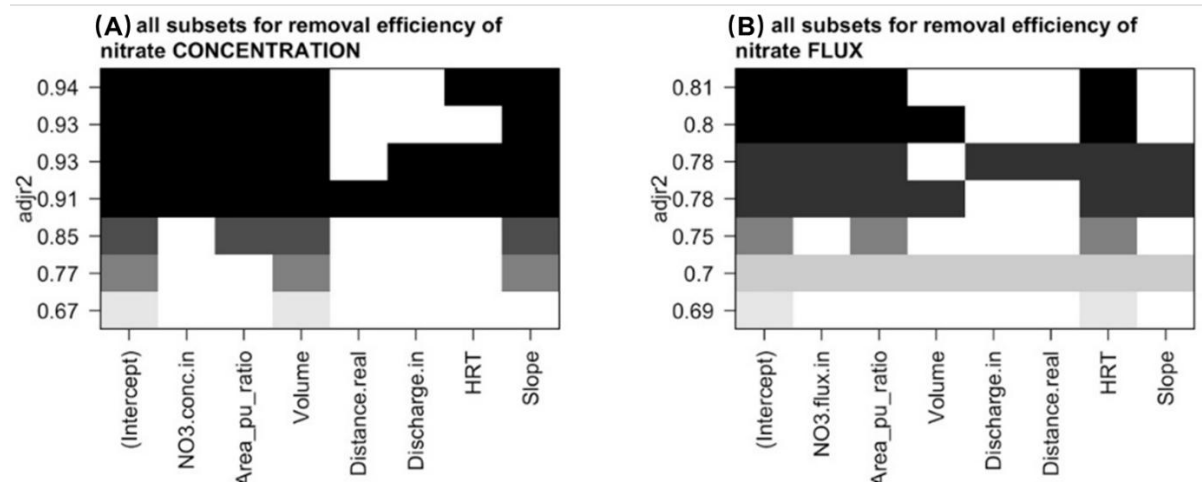 (A) all subsets for removal efficiency of
nitrate CONCENTRATION
adjr2
0.94
0.93
0.93
0.91
0.85
0.77
0.67
(Intercept)
NO3.conc.in
Area_pu_ratio
Volume
Distance.real
Discharge.in
HRT
Slope
(B) all subsets for removal efficiency of
nitrate FLUX
adjr2
0.81
0.8
0.78
0.78
0.75
0.7
0.69
(Intercept)
NO3.flux.in
Area_pu_ratio
Volume
Discharge.in
Distance.real
HRT
Slope